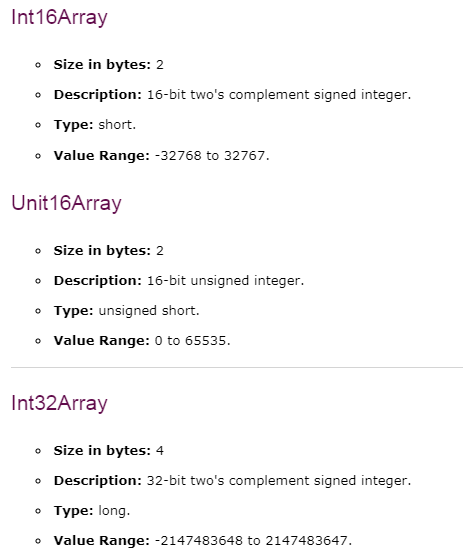 Int16Array
Size in bytes: 2
Description: 16-bit two's complement signed integer.
Type: short.
Value Range: -32768 to 32767.
Unit16Array
Size in bytes: 2
Description: 16-bit unsigned integer.
Type: unsigned short.
Value Range: 0 to 65535.
Int32Array
Size in bytes: 4
Description: 32-bit two's complement signed integer.
Type: long.
Value Range: -2147483648 to 2147483647.